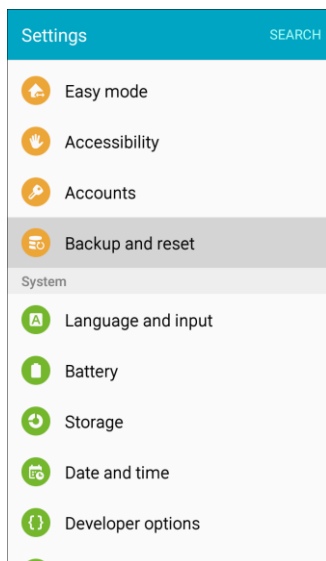 Settings
SEARCH
Easy mode
Accessibility
Accounts
Backup and reset
System
A
Language and input
Battery
Storage
Date and time
{} Developer options